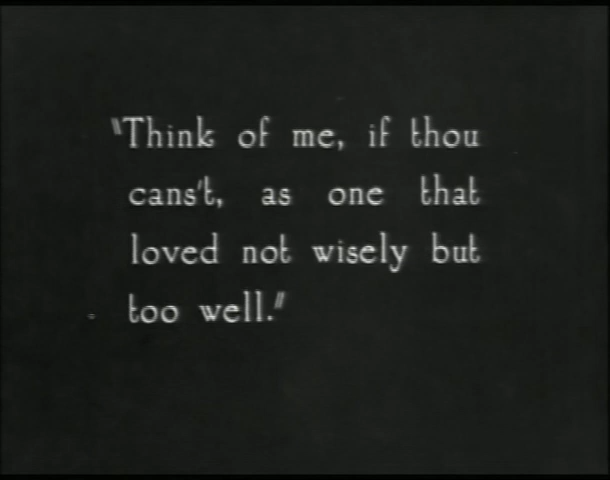 "Think of me, if thou
cans't, as one that
loved not wisely but
too well."